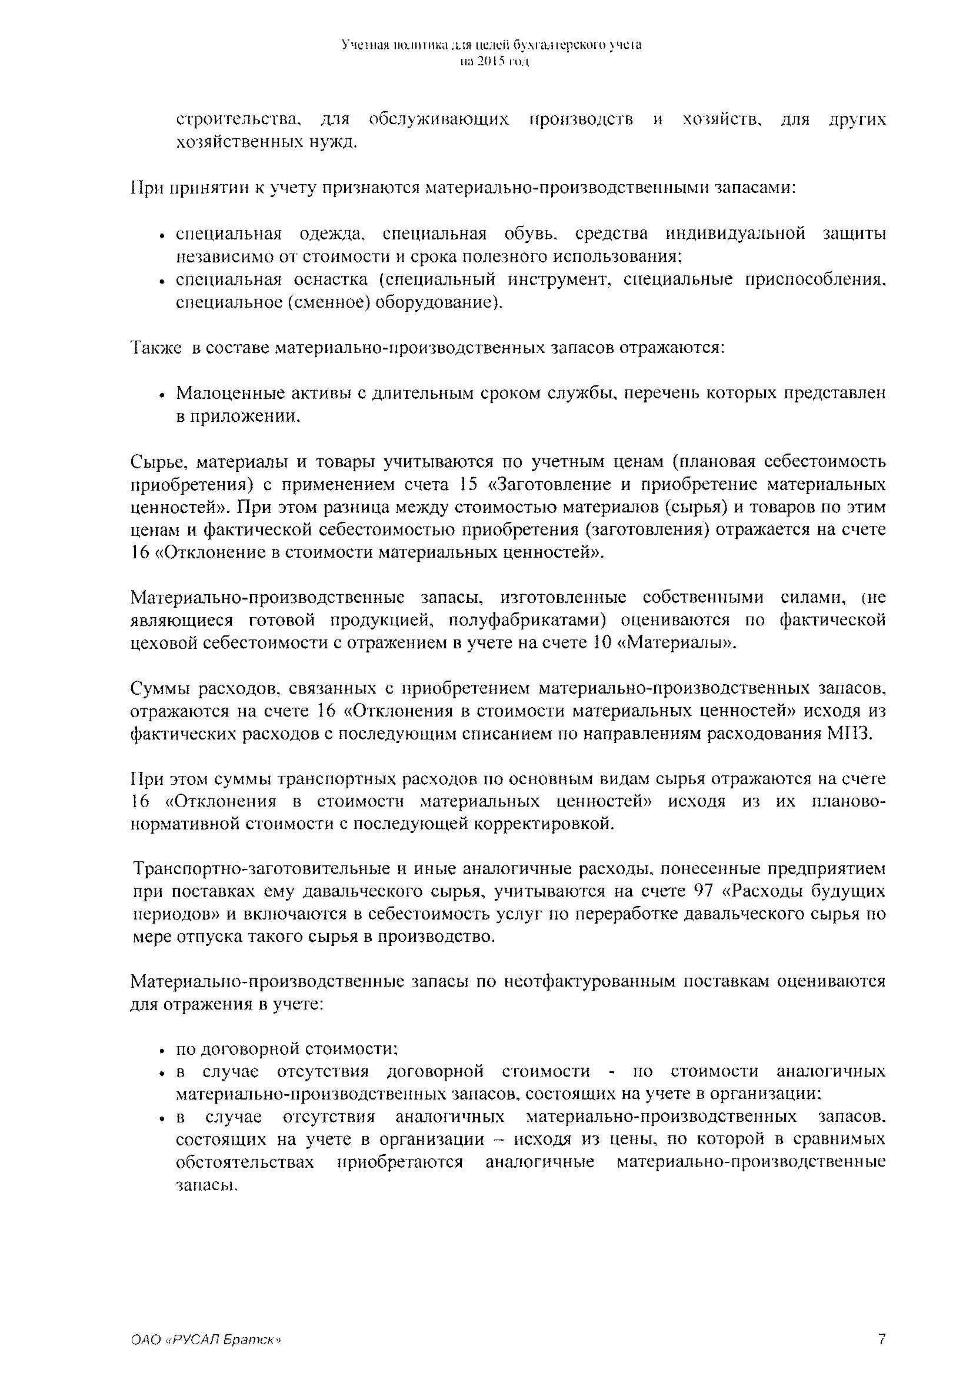 Учетная политика для целей бухгалтерского учета
на 2015 год
строительства, для обслуживающих производств и хозяйств, для других
хозяйственных нужд.
При принятии к учету признаются материально-производственными запасами:
• специальная одежда, специальная обувь, средства индивидуальной защиты
независимо от стоимости и срока полезного использования;
• специальная оснастка (специальный инструмент, специальные приспособления,
специальное (сменное) оборудование).
Также в составе материально-производственных запасов отражаются:
• Малоценные активы с длительным сроком службы, перечень которых представлен
в приложении.
Сырье, материалы и товары учитываются по учетным ценам (плановая себестоимость
приобретения) с применением счета 15 «Заготовление и приобретение материальных
ценностей». При этом разница между стоимостью материалов (сырья) и товаров по этим
ценам и фактической себестоимостью приобретения (заготовления) отражается на счете
16 «Отклонение в стоимости материальных ценностей».
Материально-производственные запасы, изготовленные собственными силами, (не
являющиеся готовой продукцией, полуфабрикатами) оцениваются по фактической
цеховой себестоимости с отражением в учете на счете 10 «Материалы».
Суммы расходов, связанных с приобретением материально-производственных запасов,
отражаются на счете 16 «Отклонения в стоимости материальных ценностей» исходя из
фактических расходов с последующим списанием по направлениям расходования МПЗ.
При этом суммы транспортных расходов по основным видам сырья отражаются на счете
16 «Отклонения в стоимости материальных ценностей» исходя из их планово-
нормативной стоимости с последующей корректировкой.
Транспортно-заготовительные и иные аналогичные расходы, понесенные предприятием
при поставках ему давальческого сырья, учитываются на счете 97 «Расходы будущих
периодов» и включаются в себестоимость услуг по переработке давальческого сырья по
мере отпуска такого сырья в производство.
Материально-производственные запасы по неотфактурованным поставкам оцениваются
для отражения в учете:
• по договорной стоимости;
• в случае отсутствия договорной стоимости - по стоимости аналогичных
материально-производственных запасов, состоящих на учете в организации;
• в случае отсутствия аналогичных материально-производственных запасов,
состоящих на учете в организации – исходя из цены, по которой в сравнимых
обстоятельствах приобретаются аналогичные материально-производственные
запасы.
ОАО «РУСАЛ Братск» 7